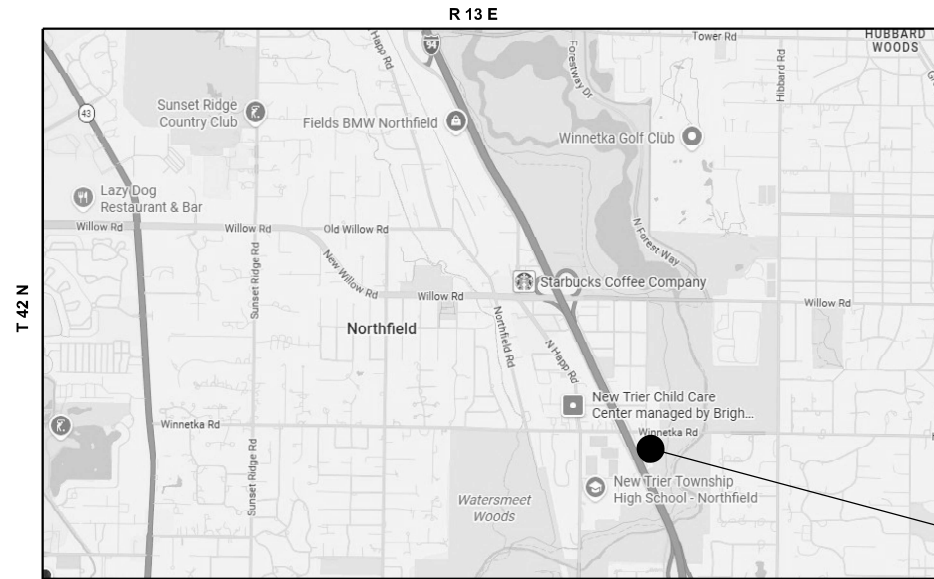 R 13 E
94
Happ Rd
Forestway Dr
Tower Rd
HUBBARD
WOODS
Hibbard Rd
43
Sunset Ridge
Country Club
Fields BMW Northfield
Winnetka Golf Club
Lazy Dog
Restaurant & Bar
Willow Rd
Willow Rd
Old Willow Rd
N Forest Way
Sunset Ridge Rd
New Willow Rd
Starbucks Coffee Company
Willow Rd
Willow Rd
T 42 N
Northfield
Northfield Rd
N Happ Rd
New Trier Child Care
Center managed by Brigh...
Winnetka Rd
Winnetka Rd
Sunset Ridge Rd
New Trier Township
High School - Northfield
Watersmeet
Woods